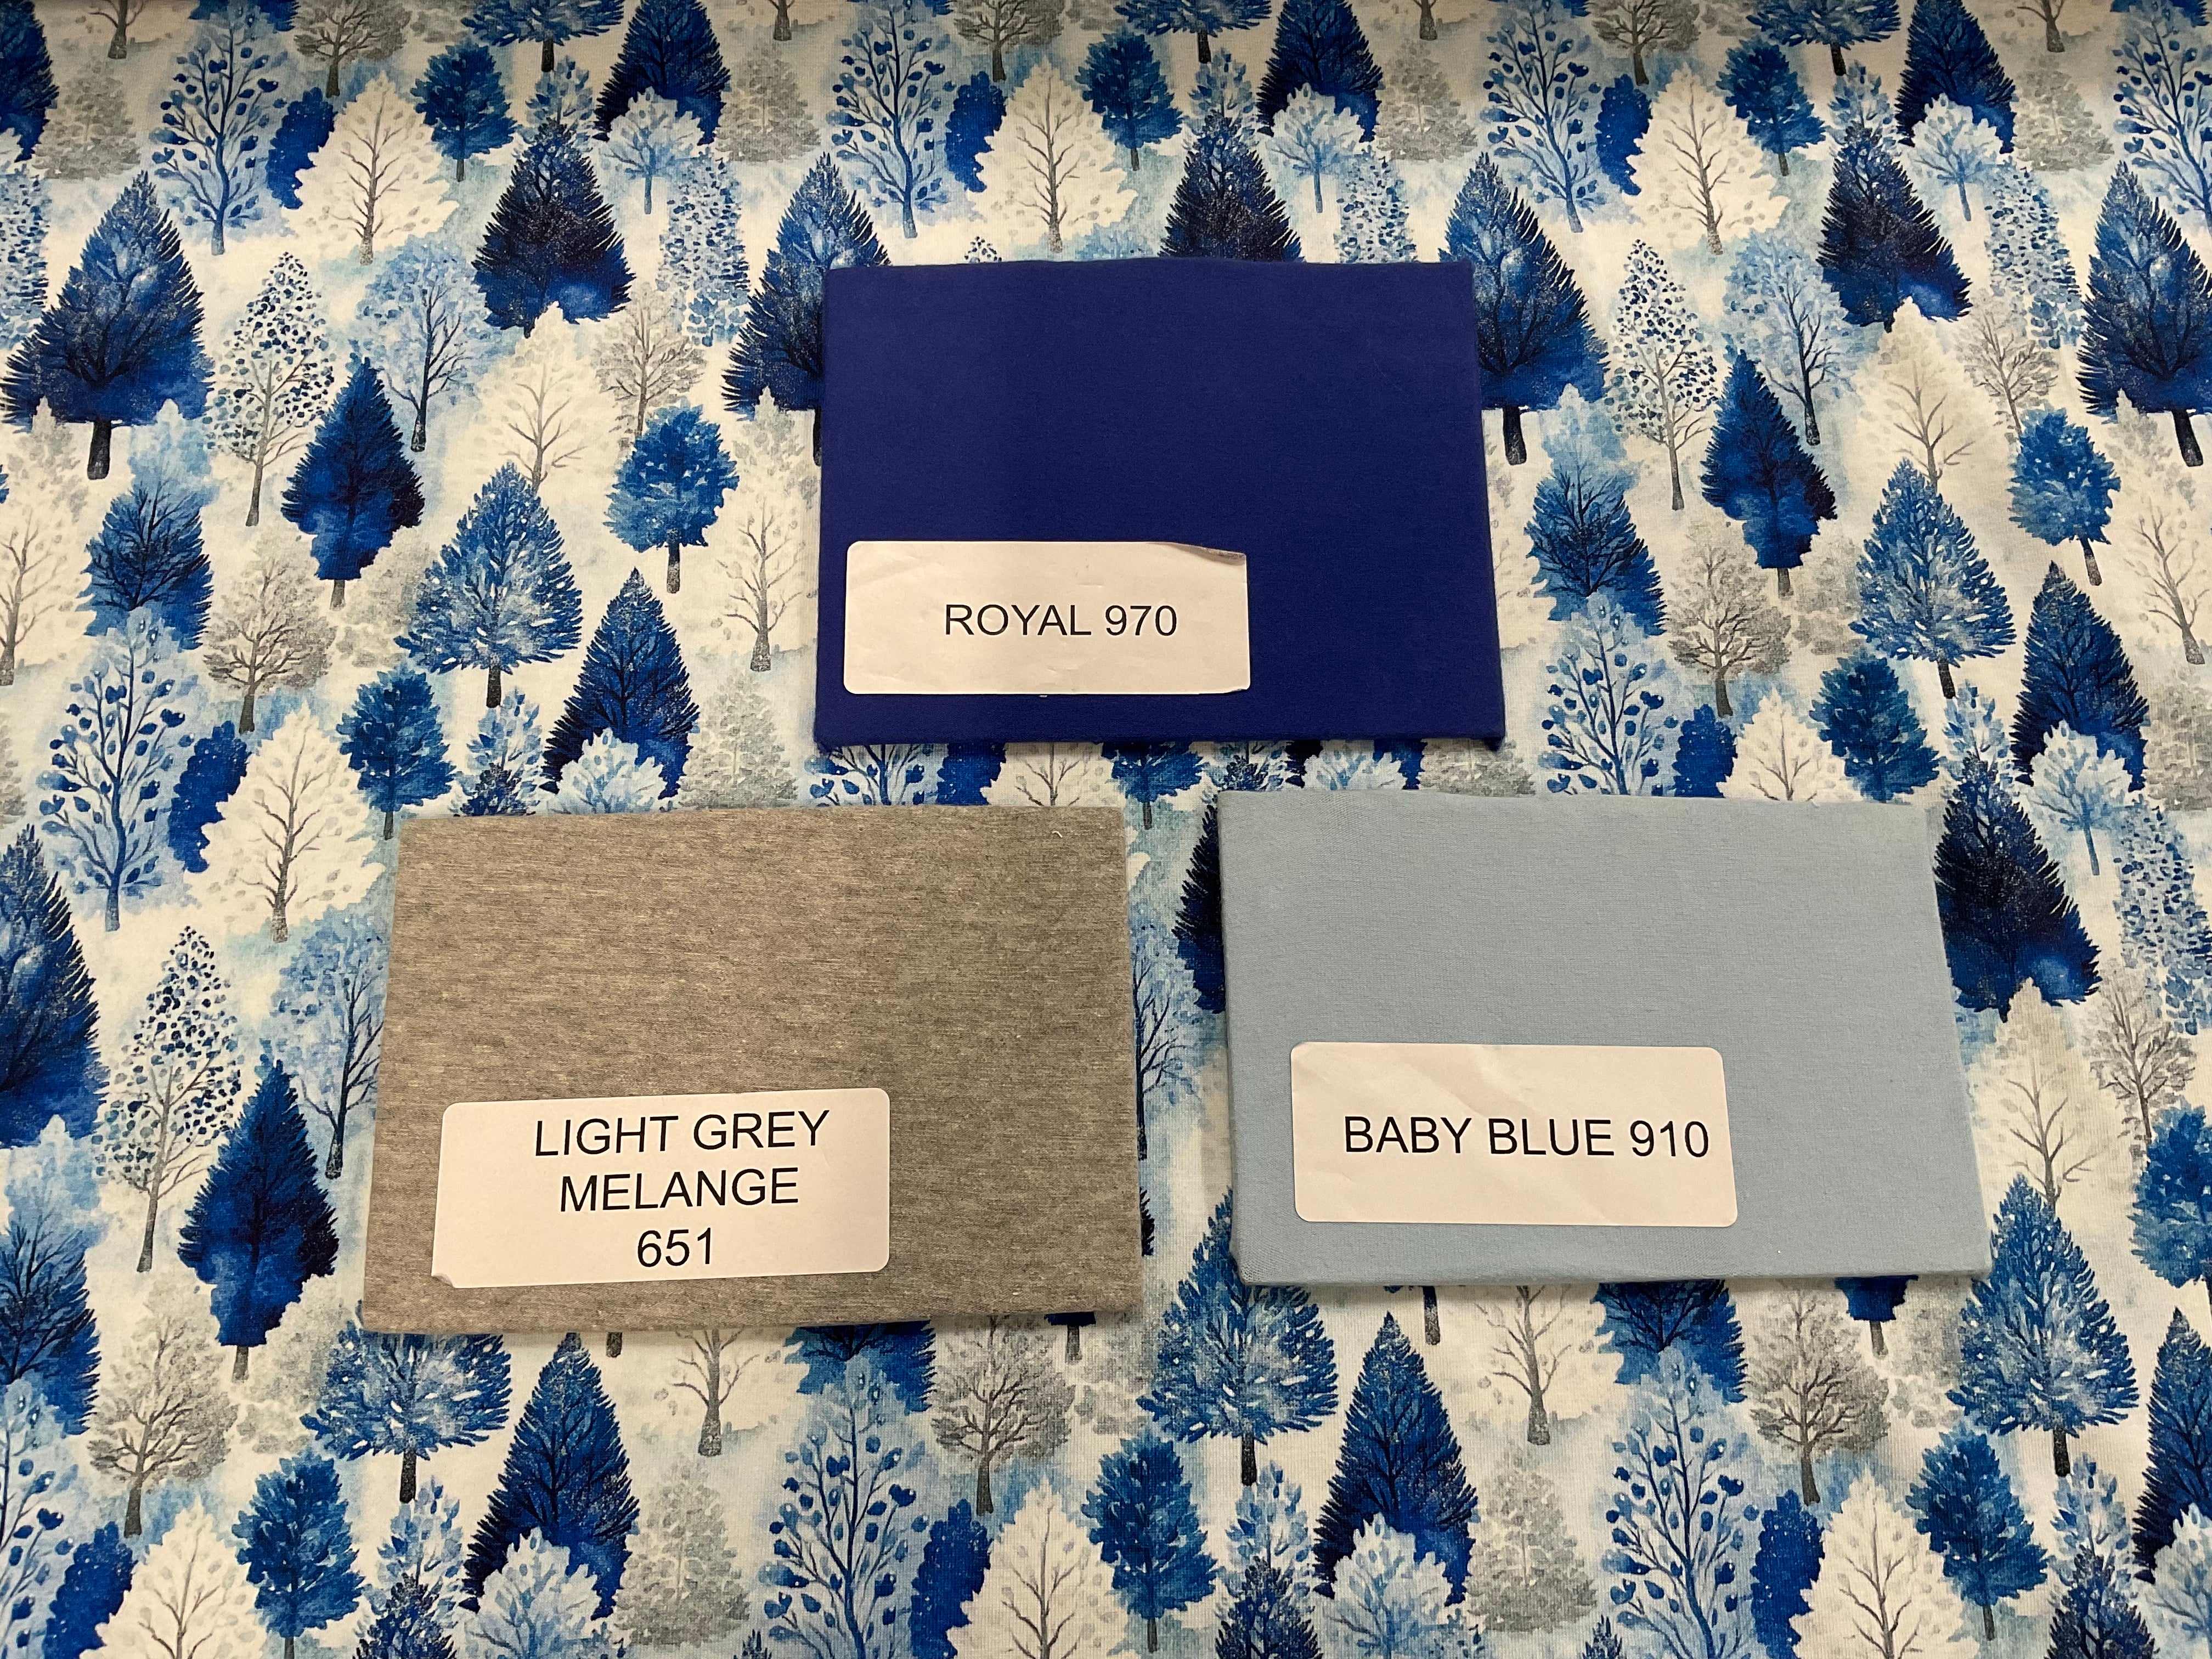 ROYAL 970
LIGHT GREY
MELANGE
651
BABY BLUE 910